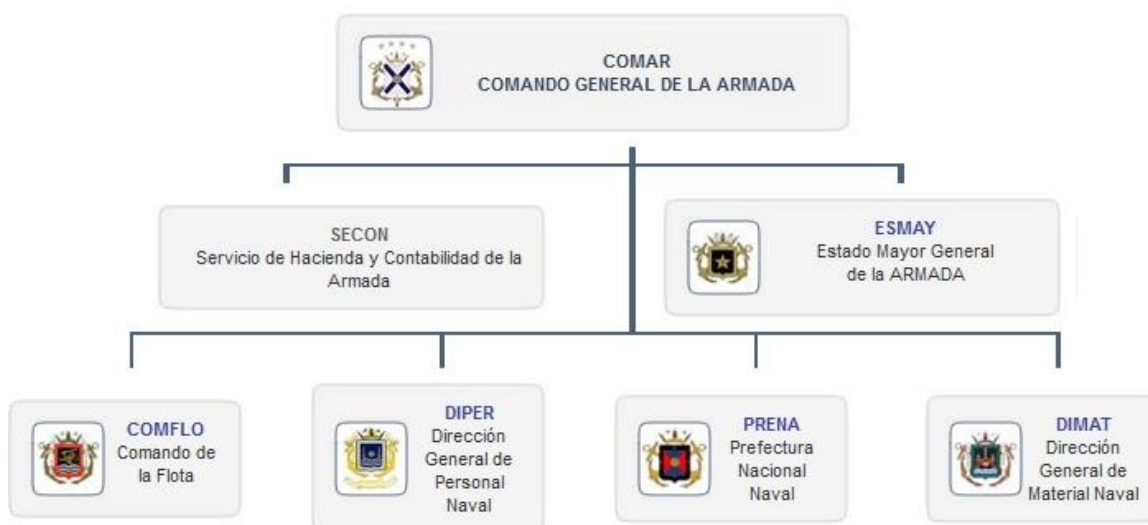 COMAR
COMANDO GENERAL DE LA ARMADA
SECON
Servicio de Hacienda y Contabilidad de la
Armada
ESMAY
Estado Mayor General
de la ARMADA
COMFLO
Comando de
la Flota
DIPER
Dirección
General de
Personal
Naval
PRENA
Prefectura
Nacional
Naval
DIMAT
Dirección
General de
Material Naval